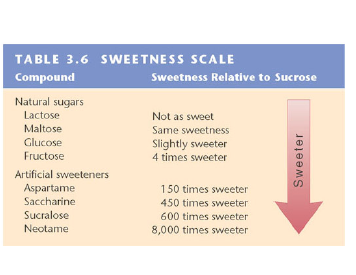 TABLE 3.6 SWEETNESS SCALE
Compound Sweetness Relative to Sucrose
Natural sugars
Lactose Not as sweet
Maltose Same sweetness
Glucose Slightly sweeter
Fructose 4 times sweeter
Artificial sweeteners
Aspartame 150 times sweeter
Saccharine 450 times sweeter
Sucralose 600 times sweeter
Neotame 8,000 times sweeter
Sweeter